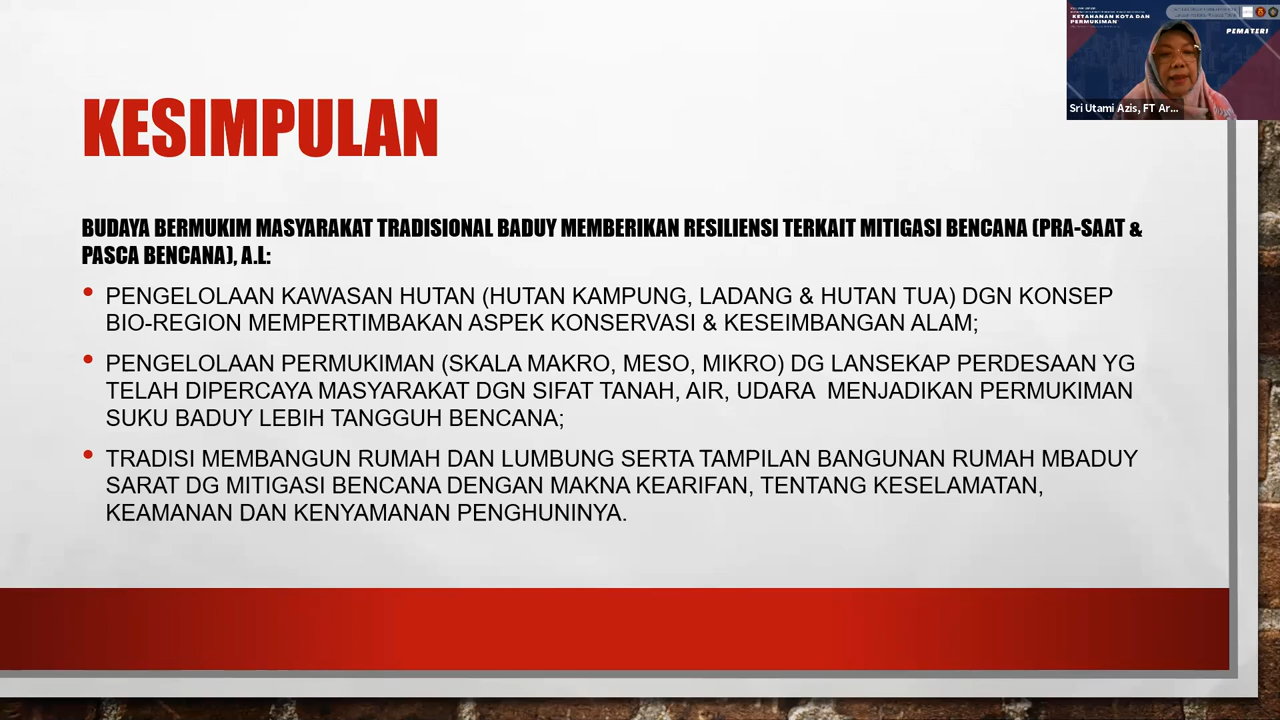 KETAHANAN KOTA DAN
PERMUKIMAN
PEMATERI
Sri Utami Azis, FT Ar...
KESIMPULAN
BUDAYA BERMUKIM MASYARAKAT TRADISIONAL BADUY MEMBERIKAN RESILIENSI TERKAIT MITIGASI BENCANA (PRA-SAAT &
PASCA BENCANA), A.L:
• PENGELOLAAN KAWASAN HUTAN (HUTAN KAMPUNG, LADANG & HUTAN TUA) DGN KONSEP
BIO-REGION MEMPERTIMBAKAN ASPEK KONSERVASI & KESEIMBANGAN ALAM;
• PENGELOLAAN PERMUKIMAN (SKALA MAKRO, MESO, MIKRO) DG LANSEKAP PERDESAAN YG
TELAH DIPERCAYA MASYARAKAT DGN SIFAT TANAH, AIR, UDARA MENJADIKAN PERMUKIMAN
SUKU BADUY LEBIH TANGGUH BENCANA;
• TRADISI MEMBANGUN RUMAH DAN LUMBUNG SERTA TAMPILAN BANGUNAN RUMAH MBADUY
SARAT DG MITIGASI BENCANA DENGAN MAKNA KEARIFAN, TENTANG KESELAMATAN,
KEAMANAN DAN KENYAMANAN PENGHUNINYA.